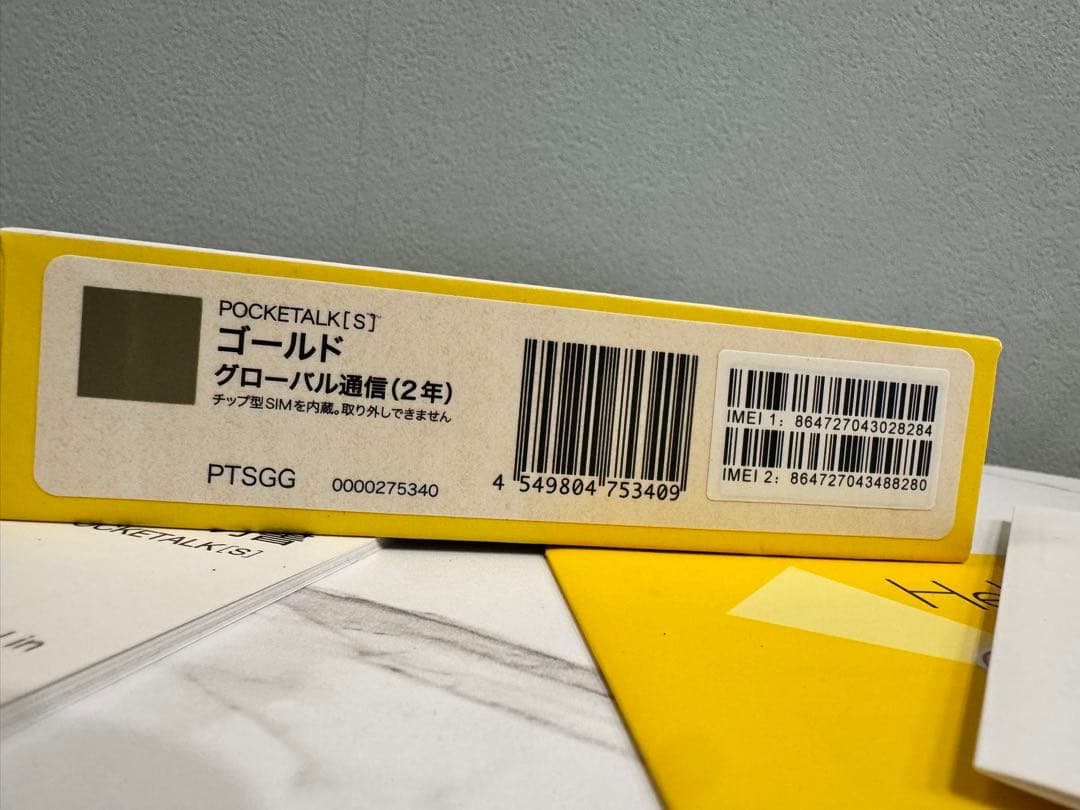 POCKETALK[S]™
ゴールド
グローバル通信(2年)
チップ型SIMを内蔵。取り外しできません
PTSGG 0000275340
4 549804 753409
IMEI 1: 864727043028284
IMEI 2: 864727043488280
POCKETALK[S]
in